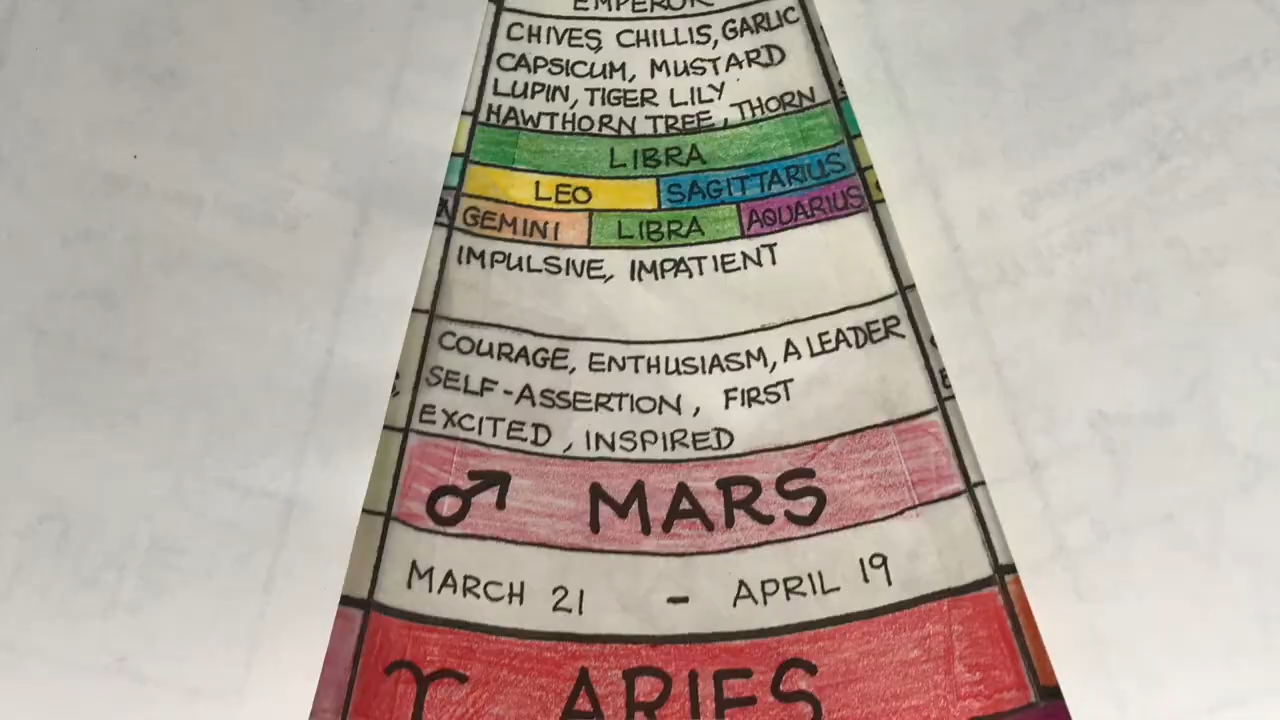 EMPEROR
CHIVES, CHILLIS, GARLIC
CAPSICUM, MUSTARD
LUPIN, TIGER LILY
HAWTHORN TREE, THORN
LIBRA
LEO SAGITTARIUS
GEMINI LIBRA AQUARIUS
IMPULSIVE, IMPATIENT
COURAGE, ENTHUSIASM, A LEADER
SELF-ASSERTION, FIRST
EXCITED, INSPIRED
♂ MARS
MARCH 21 - APRIL 19
♈ ARIES